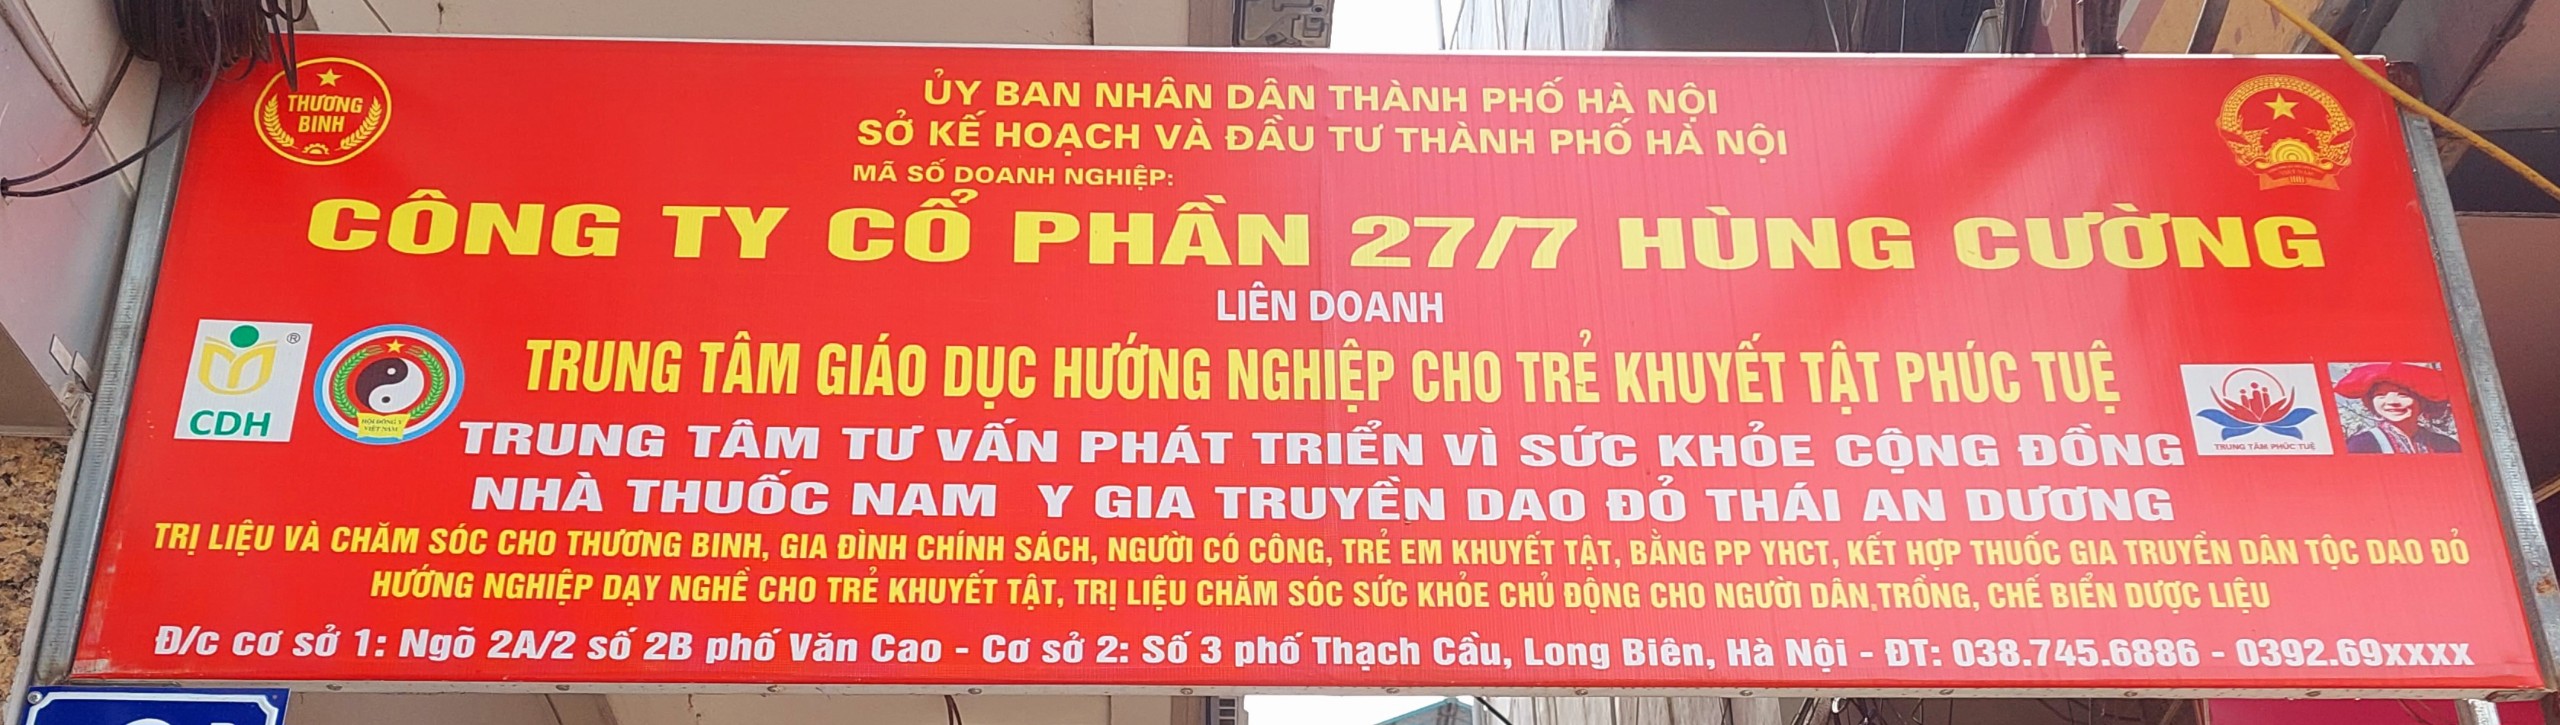 THƯƠNG
BINH
ỦY BAN NHÂN DÂN THÀNH PHỐ HÀ NỘI
SỞ KẾ HOẠCH VÀ ĐẦU TƯ THÀNH PHỐ HÀ NỘI
MÃ SỐ DOANH NGHIỆP:
CÔNG TY CỔ PHẦN 27/7 HÙNG CƯỜNG
LIÊN DOANH
CDH
®
HỘI ĐÔNG Y
VIỆT NAM
TRUNG TÂM GIÁO DỤC HƯỚNG NGHIỆP CHO TRẺ KHUYẾT TẬT PHÚC TUỆ
TRUNG TÂM PHÚC TUỆ
TRUNG TÂM TƯ VẤN PHÁT TRIỂN VÌ SỨC KHỎE CỘNG ĐỒNG
NHÀ THUỐC NAM Y GIA TRUYỀN DAO ĐỎ THÁI AN DƯƠNG
TRỊ LIỆU VÀ CHĂM SÓC CHO THƯƠNG BINH, GIA ĐÌNH CHÍNH SÁCH, NGƯỜI CÓ CÔNG, TRẺ EM KHUYẾT TẬT, BẰNG PP YHCT, KẾT HỢP THUỐC GIA TRUYỀN DÂN TỘC DAO ĐỎ
HƯỚNG NGHIỆP DẠY NGHỀ CHO TRẺ KHUYẾT TẬT, TRỊ LIỆU CHĂM SÓC SỨC KHỎE CHỦ ĐỘNG CHO NGƯỜI DÂN, TRỒNG, CHẾ BIẾN DƯỢC LIỆU
Đ/c cơ sở 1: Ngõ 2A/2 số 2B phố Văn Cao - Cơ sở 2: Số 3 phố Thạch Cầu, Long Biên, Hà Nội - ĐT: 038.745.6886 - 0392.69xxxx